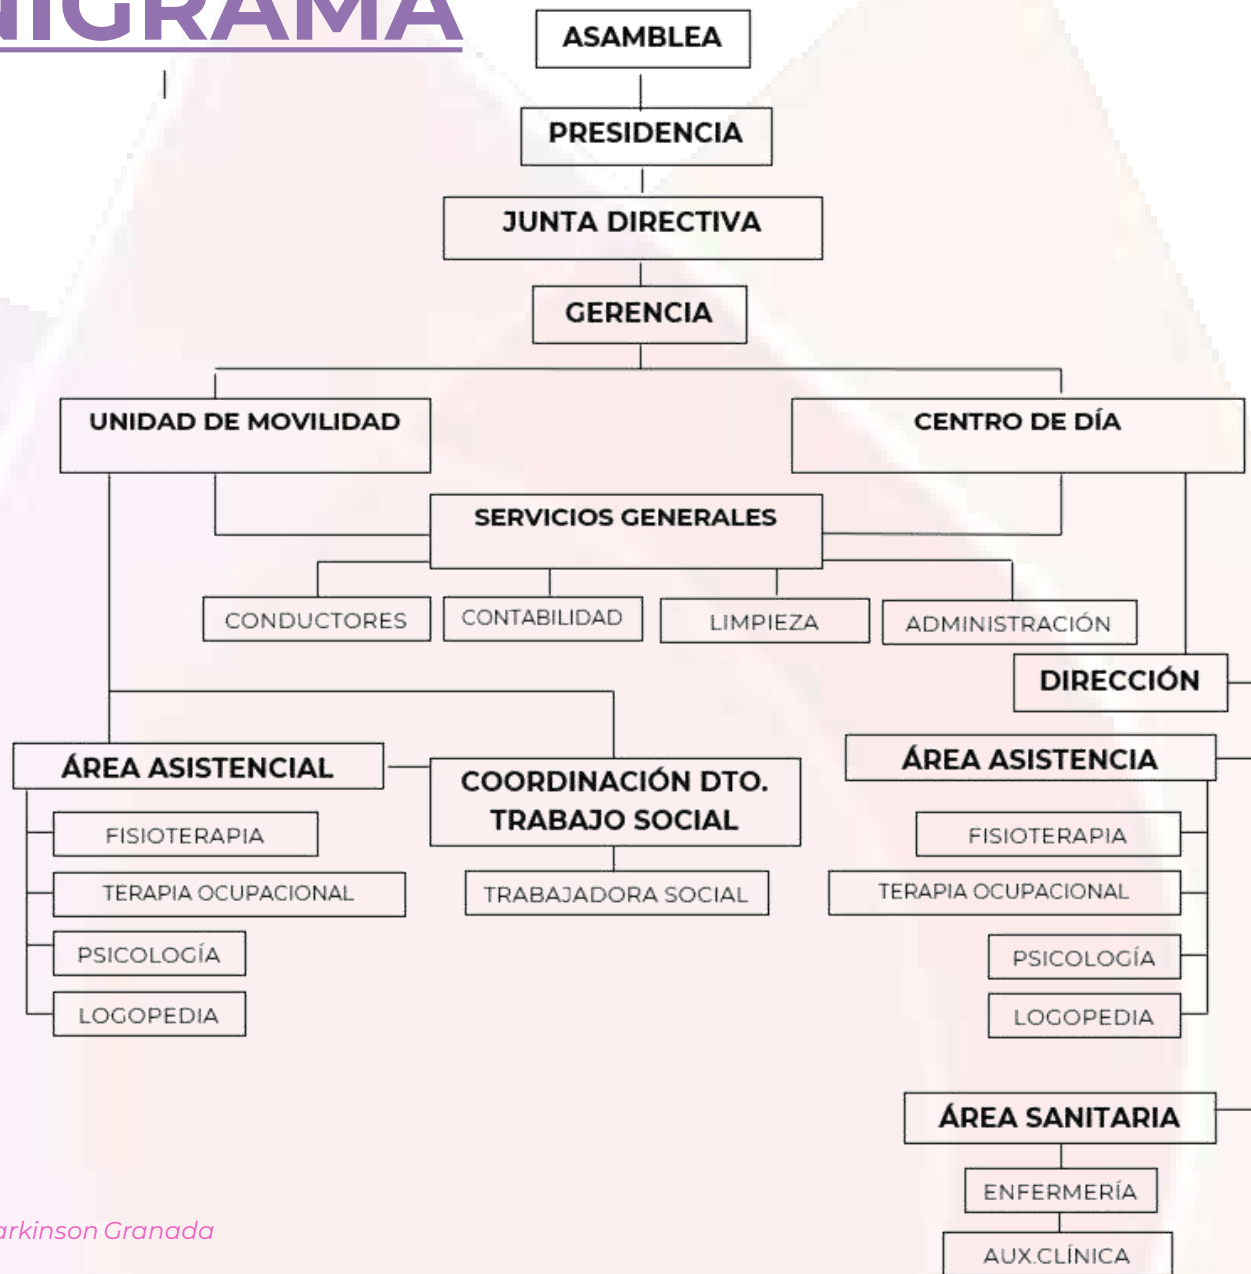 NIGRAMA
ASAMBLEA
PRESIDENCIA
JUNTA DIRECTIVA
GERENCIA
UNIDAD DE MOVILIDAD
CENTRO DE DÍA
SERVICIOS GENERALES
CONDUCTORES
CONTABILIDAD
LIMPIEZA
ADMINISTRACIÓN
DIRECCIÓN
ÁREA ASISTENCIAL
COORDINACIÓN DTO.
TRABAJO SOCIAL
ÁREA ASISTENCIA
FISIOTERAPIA
FISIOTERAPIA
TERAPIA OCUPACIONAL
TRABAJADORA SOCIAL
TERAPIA OCUPACIONAL
PSICOLOGÍA
PSICOLOGÍA
LOGOPEDIA
LOGOPEDIA
ÁREA SANITARIA
ENFERMERÍA
arkinson Granada
AUX.CLÍNICA